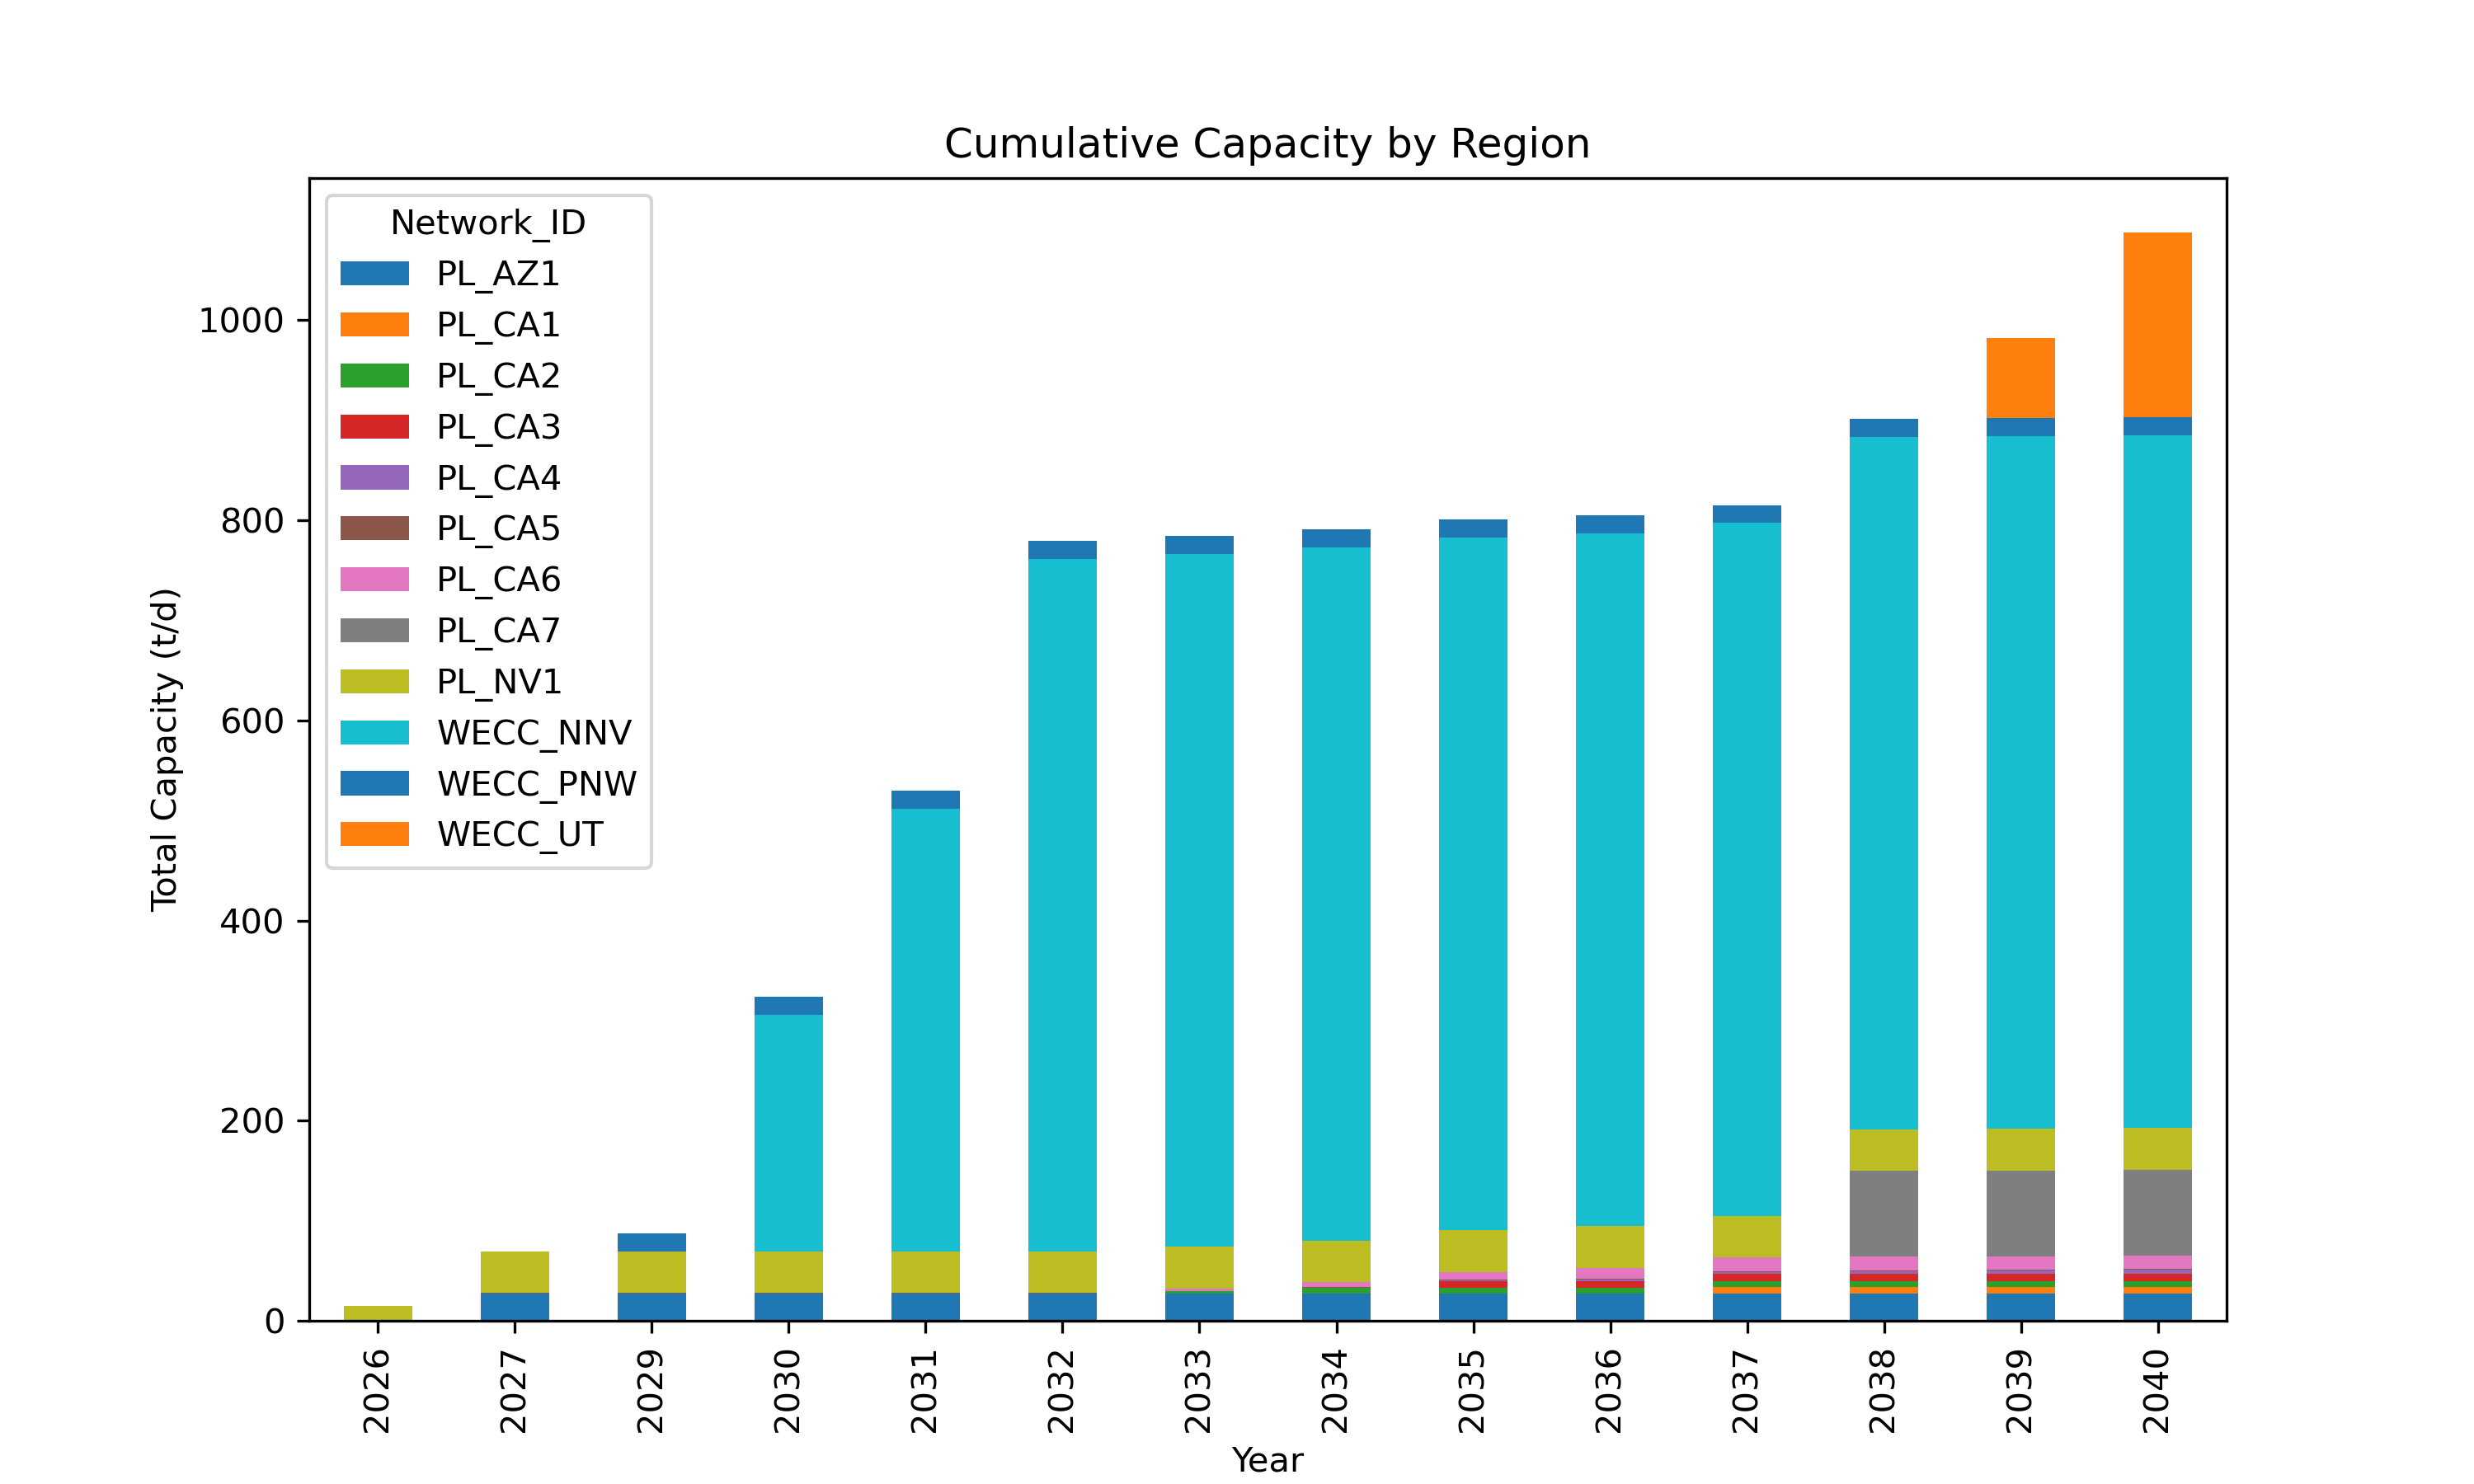 Cumulative Capacity by Region
Network_ID
PL_AZ1
PL_CA1
PL_CA2
PL_CA3
PL_CA4
PL_CA5
PL_CA6
PL_CA7
PL_NV1
WECC_NNV
WECC_PNW
WECC_UT
Total Capacity (t/d)
1000
800
600
400
200
0
2026
2027
2029
2030
2031
2032
2033
2034
2035
2036
2037
2038
2039
2040
Year